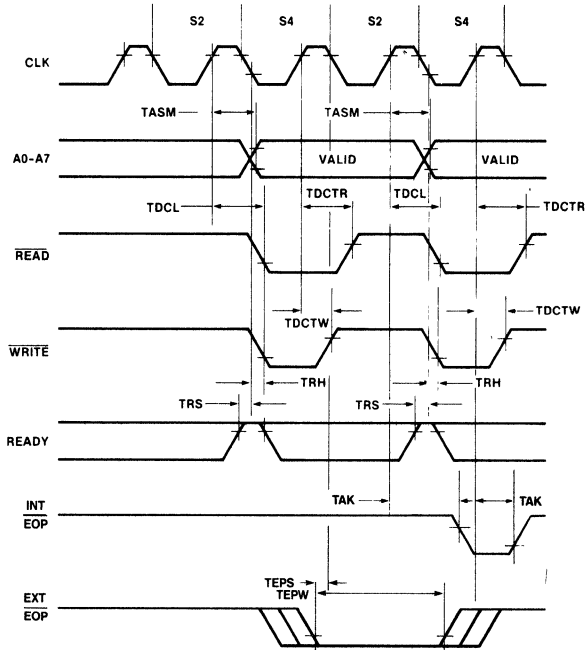 S2 S4 S2 S4
CLK
TASM TASM
A0-A7 VALID VALID
TDCL TDCTR TDCL TDCTR
READ
TDCTW TDCTW
WRITE
TRH TRH
TRS TRS
READY
INT TAK TAK
EOP
TEPS
EXT TEPW
EOP